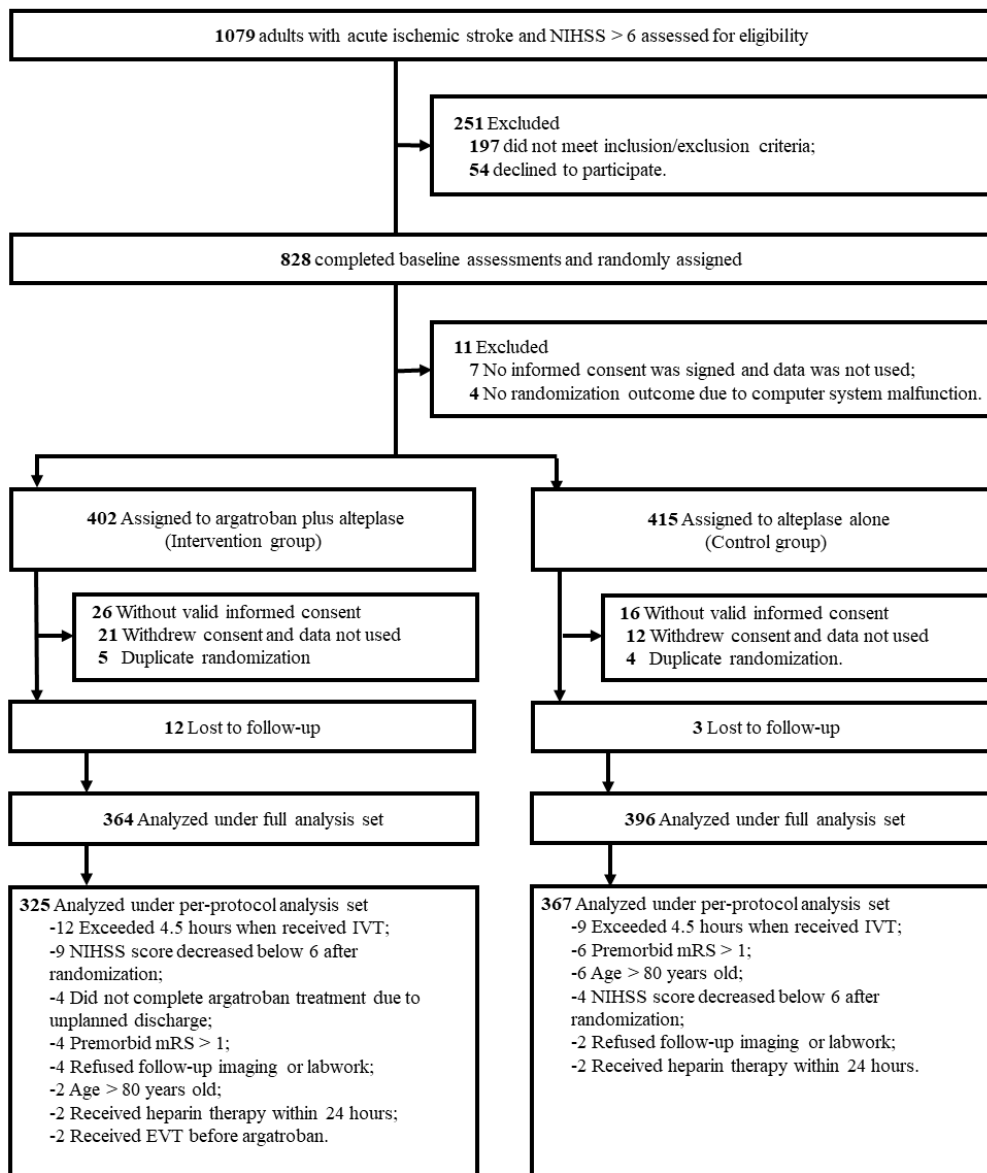 1079 adults with acute ischemic stroke and NIHSS > 6 assessed for eligibility
251 Excluded
197 did not meet inclusion/exclusion criteria;
54 declined to participate.
828 completed baseline assessments and randomly assigned
11 Excluded
7 No informed consent was signed and data was not used;
4 No randomization outcome due to computer system malfunction.
402 Assigned to argatroban plus alteplase
(Intervention group)
415 Assigned to alteplase alone
(Control group)
26 Without valid informed consent
21 Withdrew consent and data not used
5 Duplicate randomization
16 Without valid informed consent
12 Withdrew consent and data not used
4 Duplicate randomization.
12 Lost to follow-up
3 Lost to follow-up
364 Analyzed under full analysis set
396 Analyzed under full analysis set
325 Analyzed under per-protocol analysis set
-12 Exceeded 4.5 hours when received IVT;
-9 NIHSS score decreased below 6 after
randomization;
-4 Did not complete argatroban treatment due to
unplanned discharge;
-4 Premorbid mRS > 1;
-4 Refused follow-up imaging or labwork;
-2 Age > 80 years old;
-2 Received heparin therapy within 24 hours;
-2 Received EVT before argatroban.
367 Analyzed under per-protocol analysis set
-9 Exceeded 4.5 hours when received IVT;
-6 Premorbid mRS > 1;
-6 Age > 80 years old;
-4 NIHSS score decreased below 6 after
randomization;
-2 Refused follow-up imaging or labwork;
-2 Received heparin therapy within 24 hours.